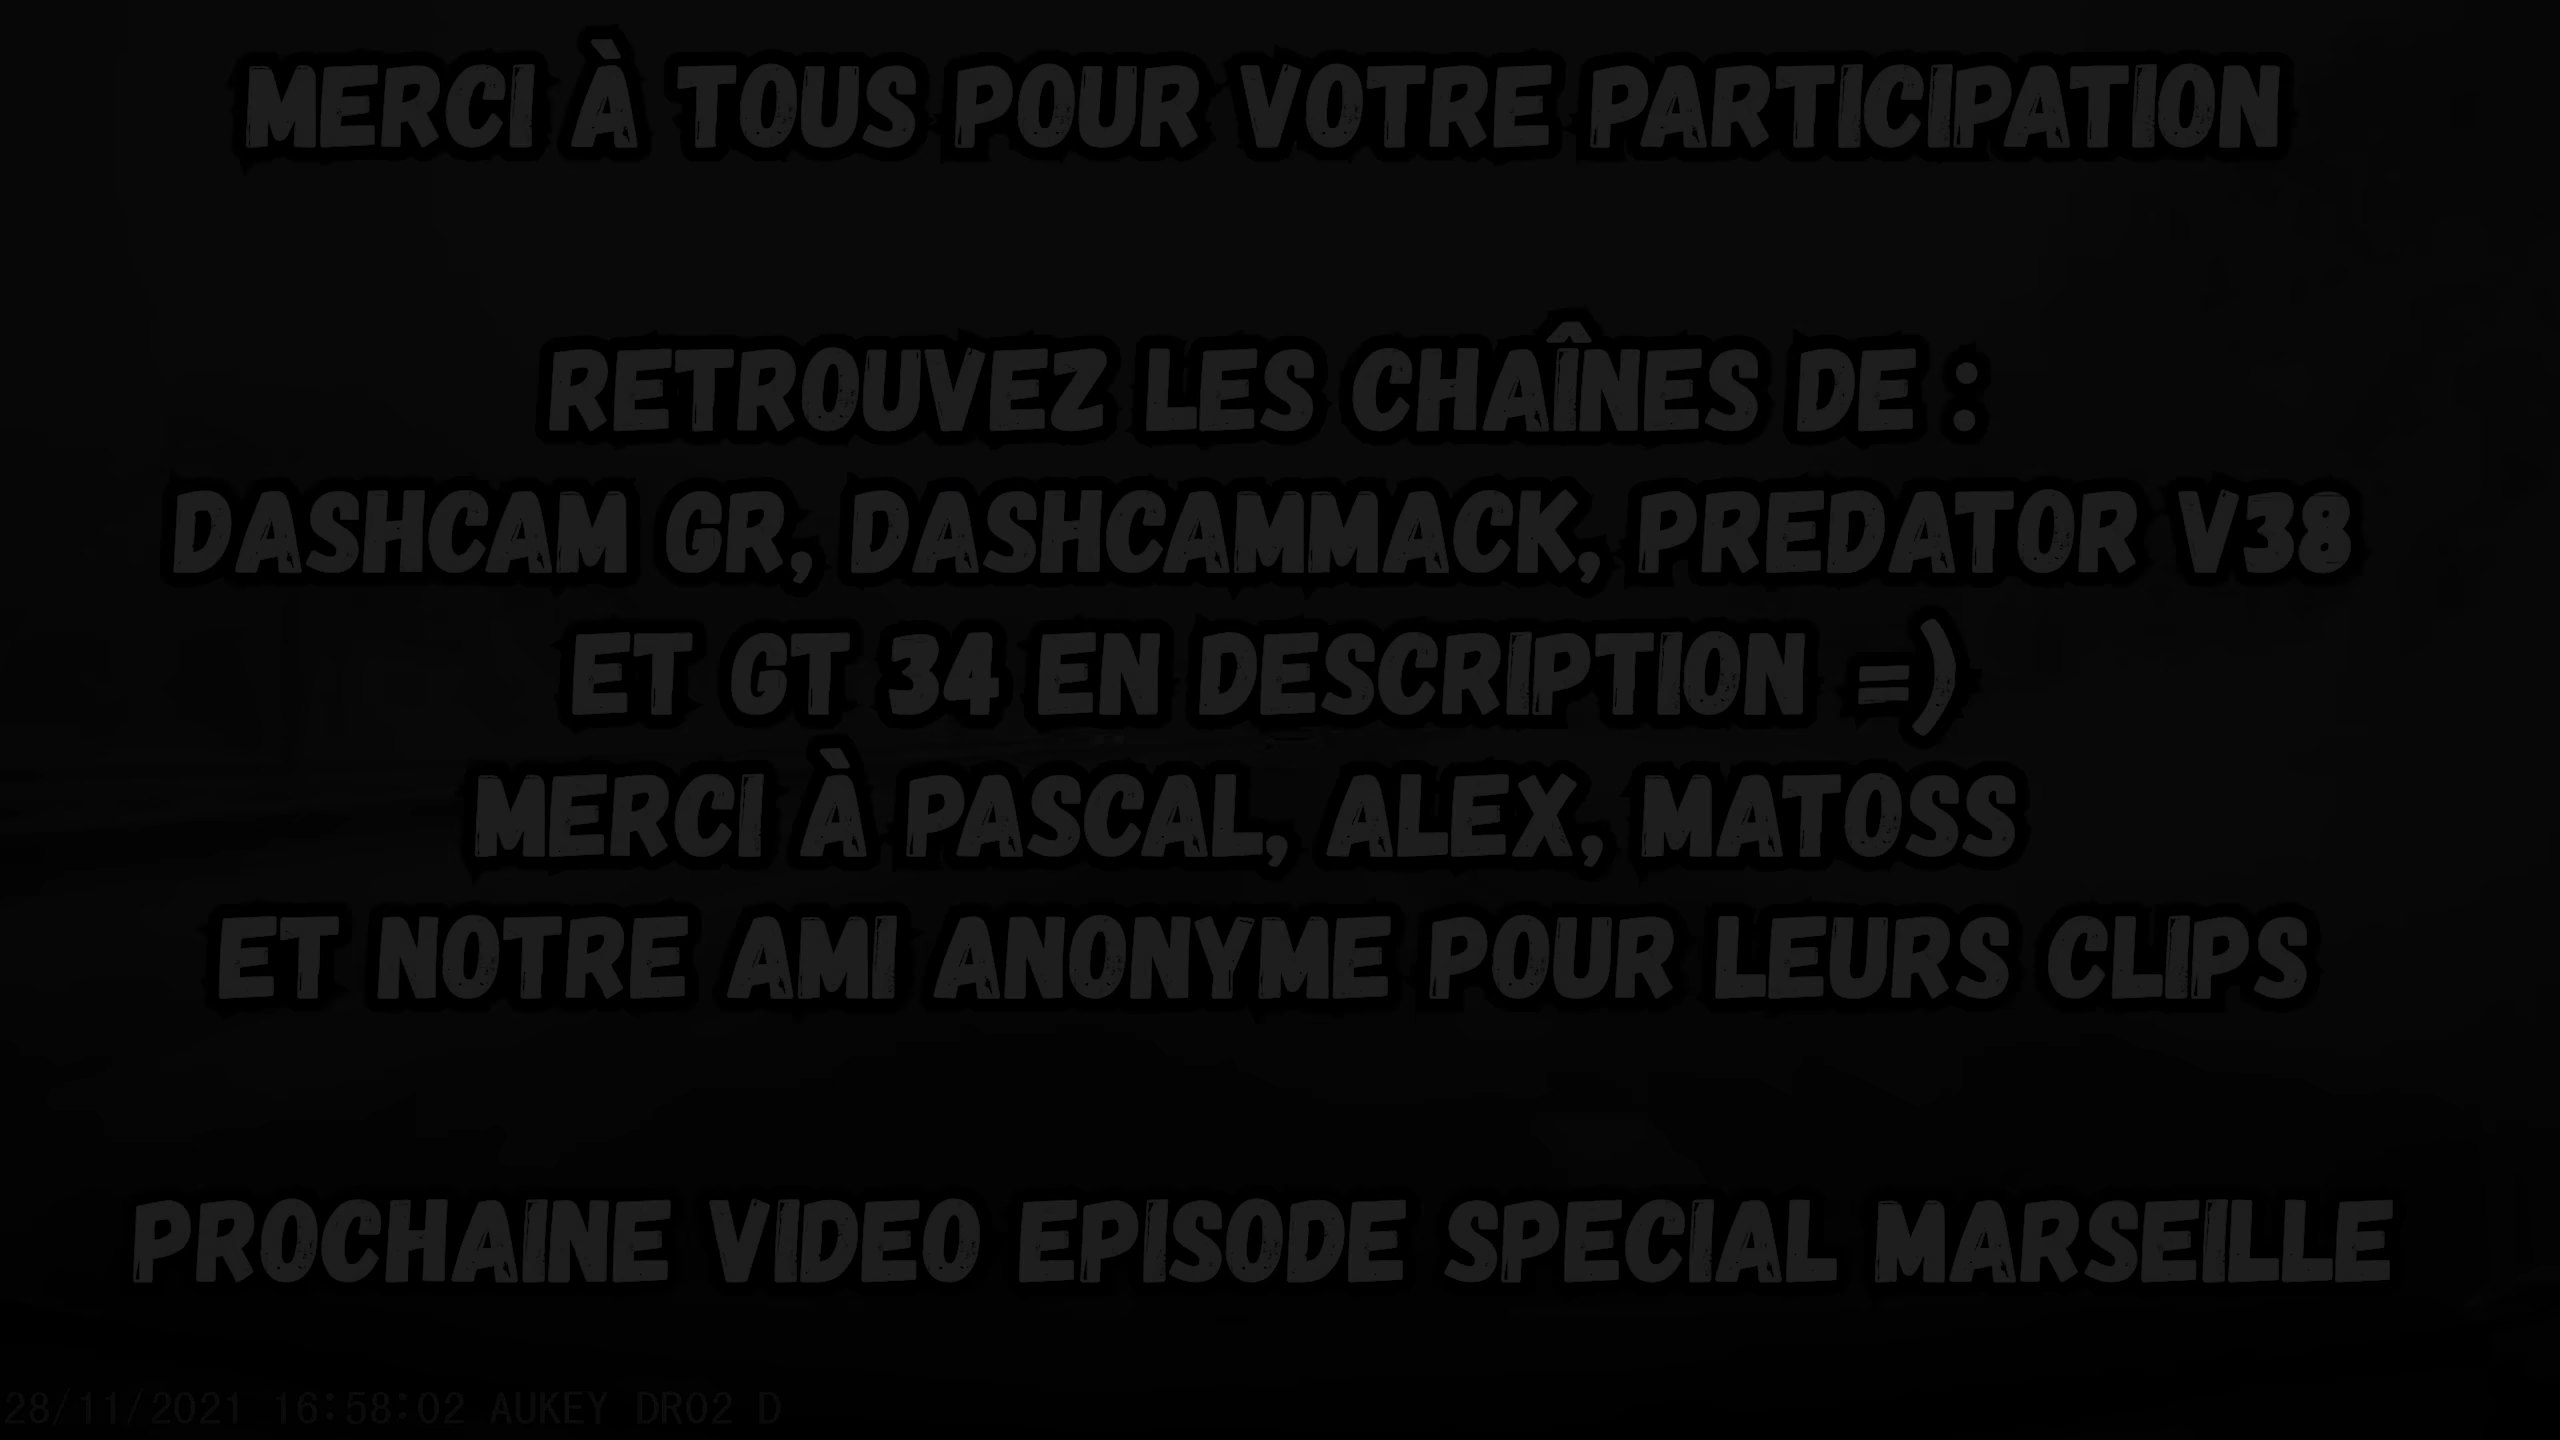 MERCI À TOUS POUR VOTRE PARTICIPATION
RETROUVEZ LES CHAÎNES DE :
DASHCAM GR, DASHCAMMACK, PREDATOR V38
ET GT 34 EN DESCRIPTION =)
MERCI À PASCAL, ALEX, MATOSS
ET NOTRE AMI ANONYME POUR LEURS CLIPS
PROCHAINE VIDEO EPISODE SPECIAL MARSEILLE
28/11/2021 16:58:02 AUKEY DR02 D